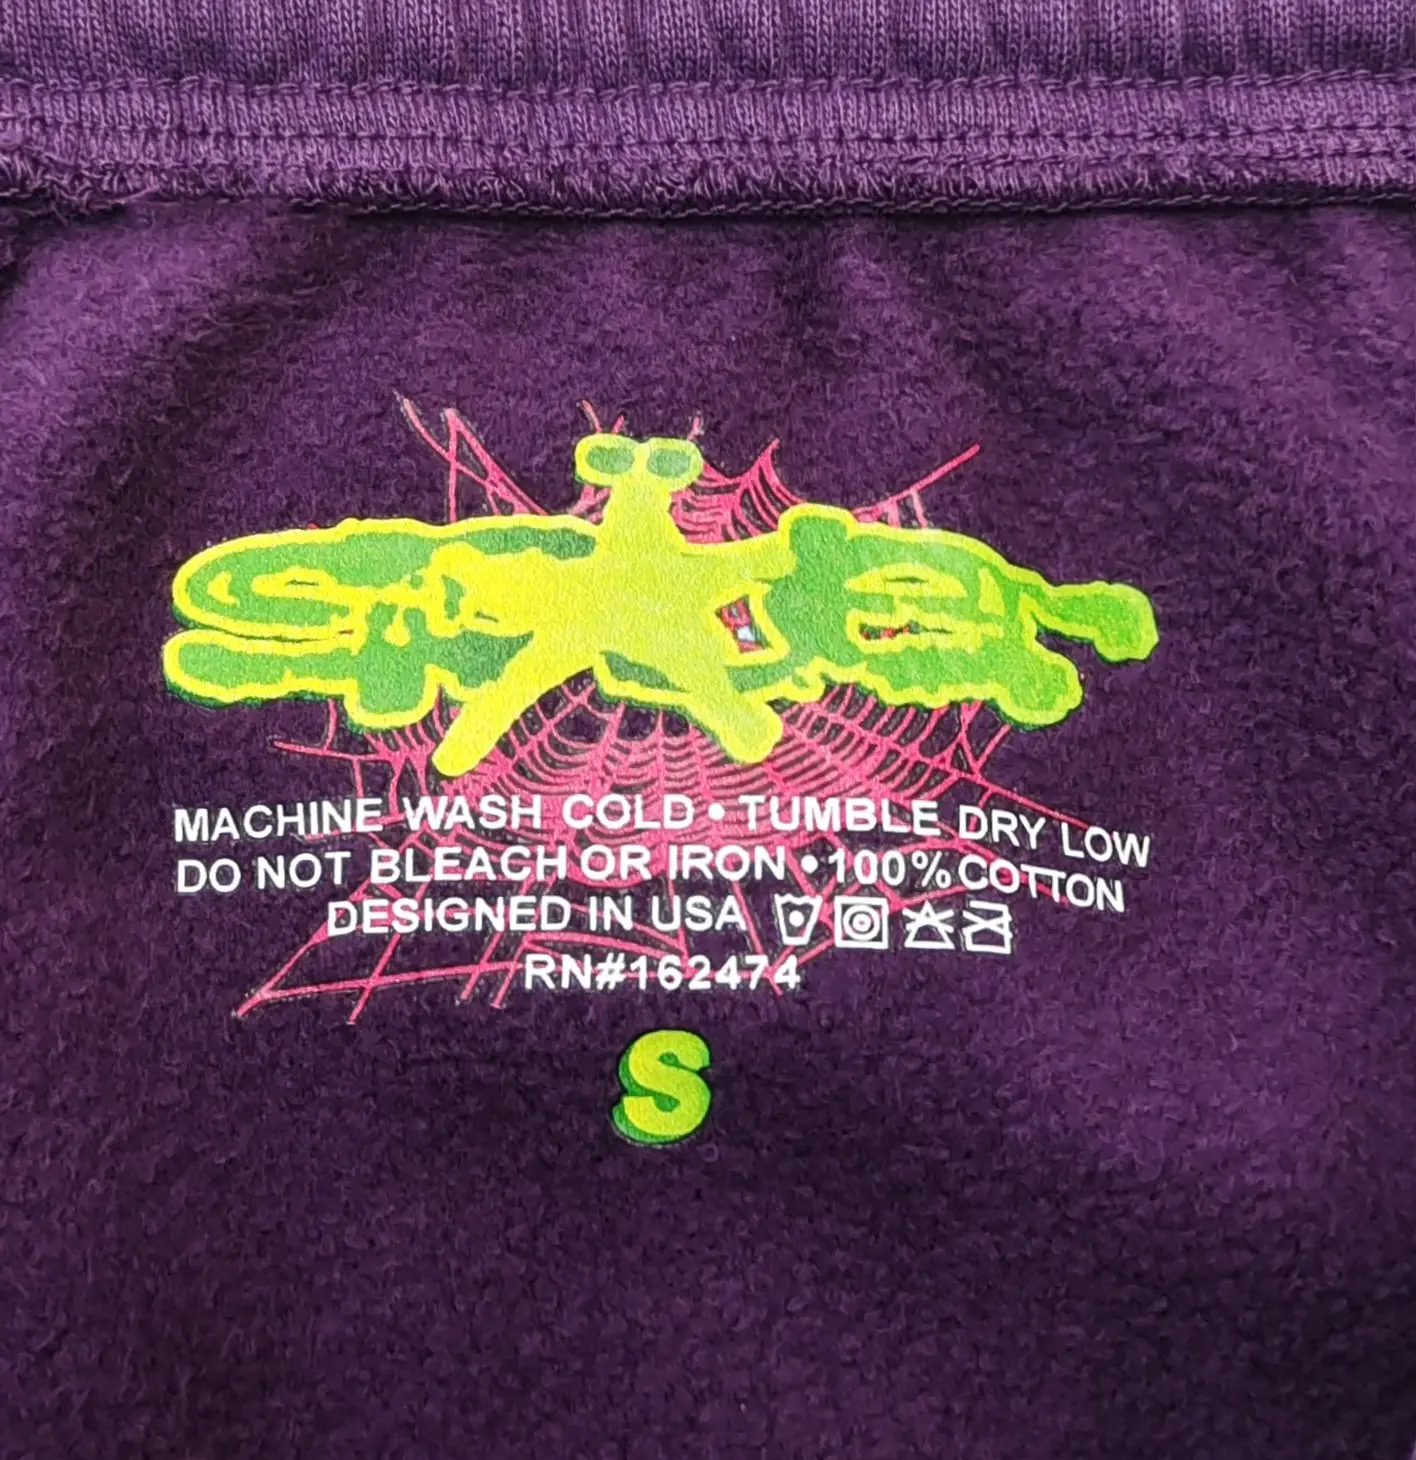 MACHINE WASH COLD • TUMBLE DRY LOW
DO NOT BLEACH OR IRON • 100% COTTON
DESIGNED IN USA
RN#162474
S